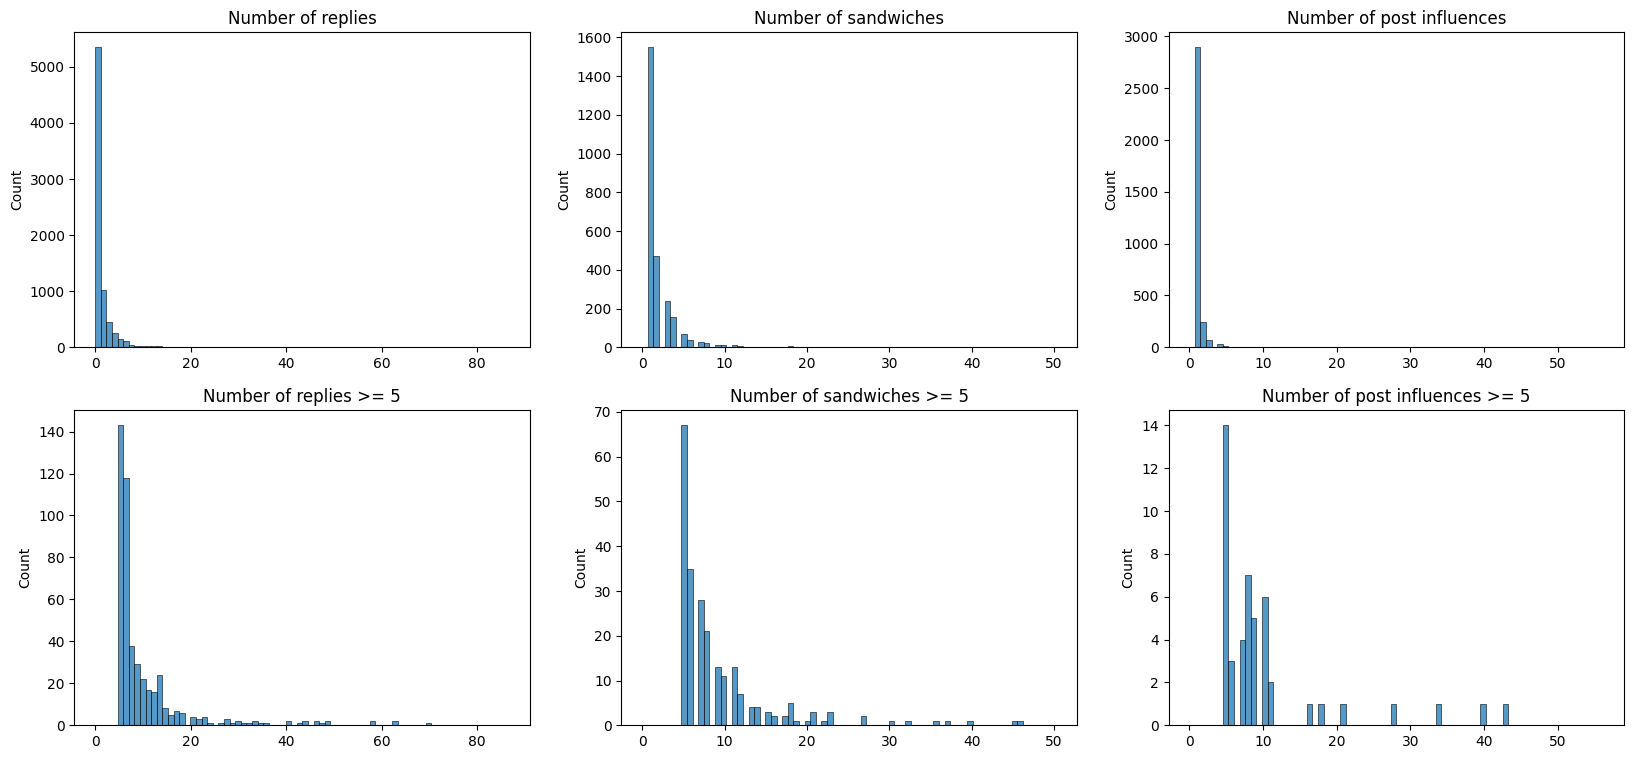 Number of replies
Number of sandwiches
Number of post influences
Count
5000
4000
3000
2000
1000
0
0 20 40 60 80
Count
1600
1400
1200
1000
800
600
400
200
0
0 10 20 30 40 50
Count
3000
2500
2000
1500
1000
500
0
0 10 20 30 40 50
Number of replies >= 5
Number of sandwiches >= 5
Number of post influences >= 5
Count
140
120
100
80
60
40
20
0
0 20 40 60 80
Count
70
60
50
40
30
20
10
0
0 10 20 30 40 50
Count
14
12
10
8
6
4
2
0
0 10 20 30 40 50